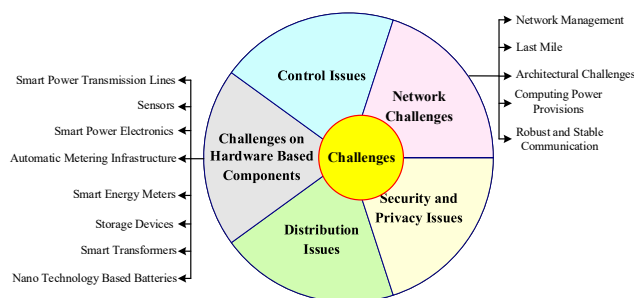 Network Management
Last Mile
Architectural Challenges
Computing Power
Provisions
Robust and Stable
Communication
Control Issues
Network
Challenges
Smart Power Transmission Lines
Sensors
Smart Power Electronics
Automatic Metering Infrastructure
Smart Energy Meters
Storage Devices
Smart Transformers
Nano Technology Based Batteries
Challenges on
Hardware Based
Components
Challenges
Security and
Privacy Issues
Distribution
Issues